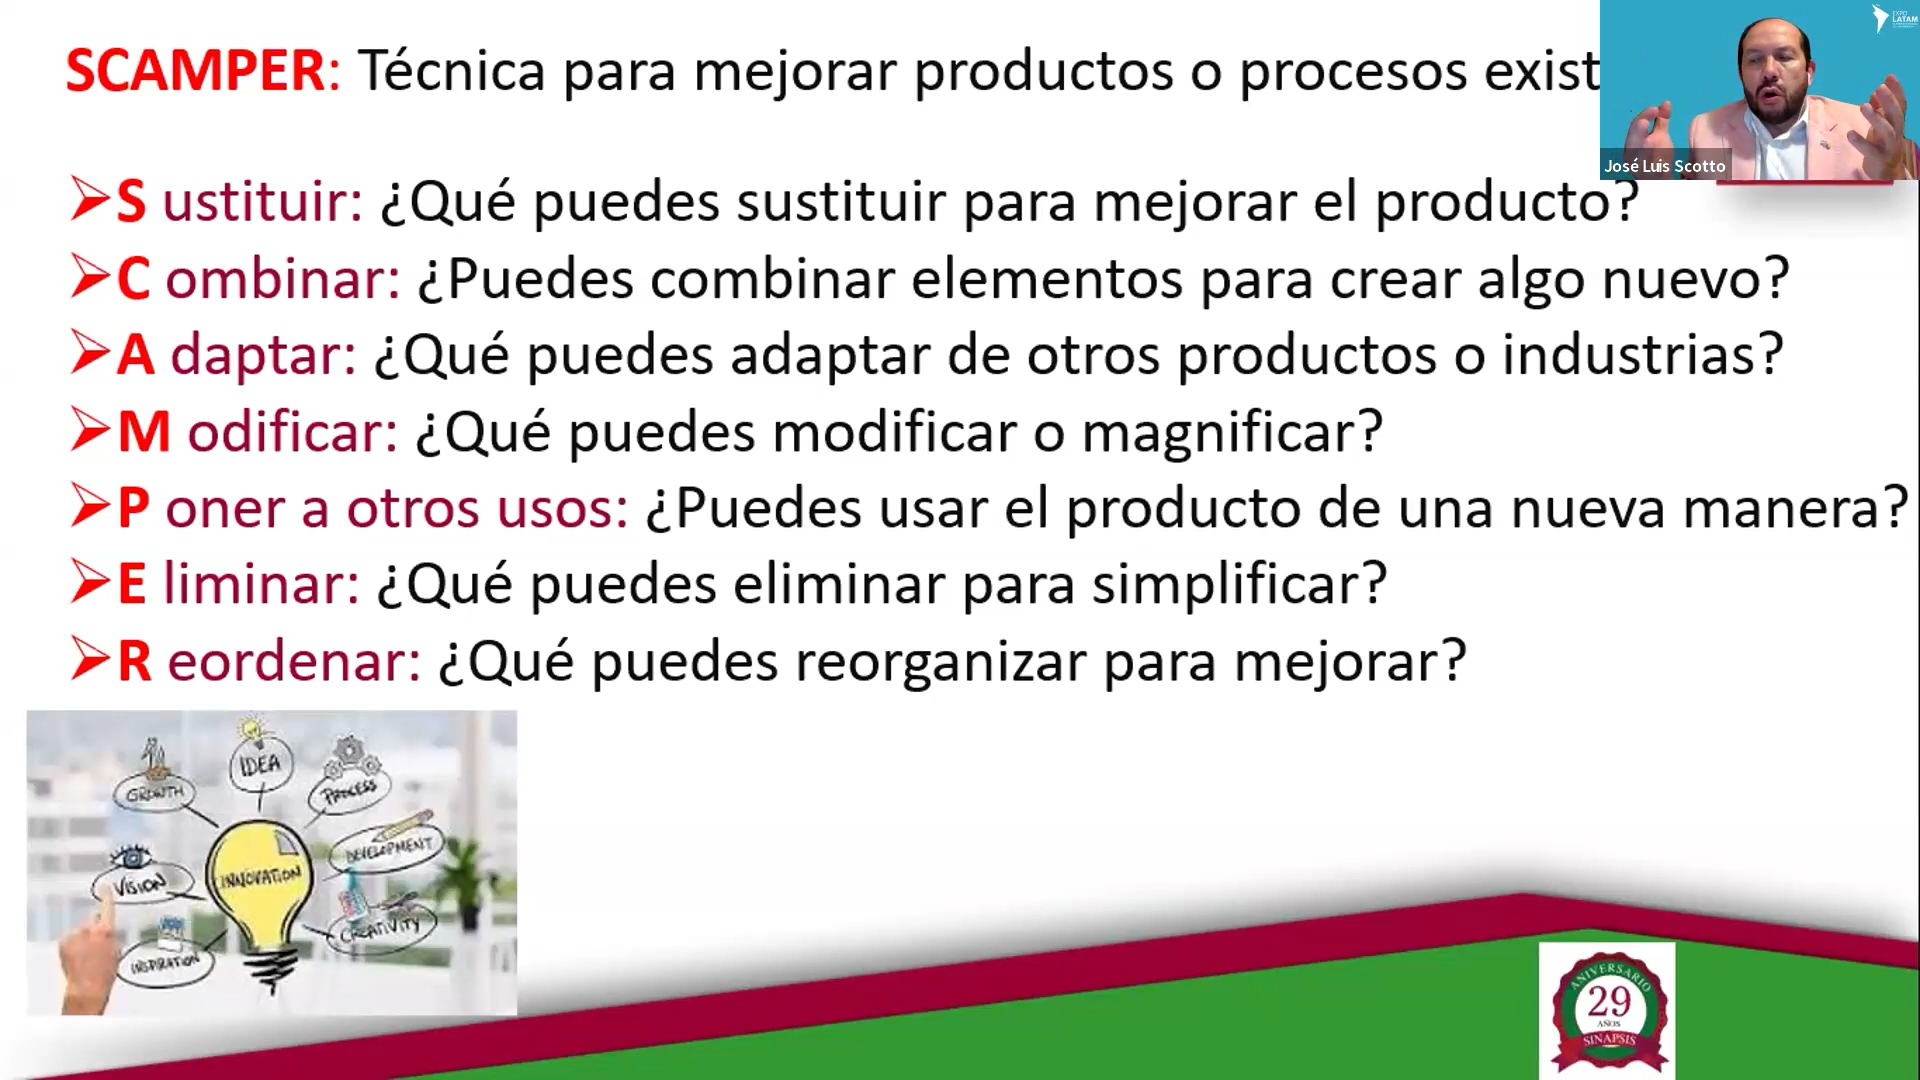 SCAMPER: Técnica para mejorar productos o procesos exist
EXPO
LATAM
José Luis Scotto
➢S ustituir: ¿Qué puedes sustituir para mejorar el producto?
➢C ombinar: ¿Puedes combinar elementos para crear algo nuevo?
➢A daptar: ¿Qué puedes adaptar de otros productos o industrias?
➢M odificar: ¿Qué puedes modificar o magnificar?
➢P oner a otros usos: ¿Puedes usar el producto de una nueva manera?
➢E liminar: ¿Qué puedes eliminar para simplificar?
➢R eordenar: ¿Qué puedes reorganizar para mejorar?
IDEA
GROWTH
PROCESS
DEVELOPMENT
VISION
INNOVATION
CREATIVITY
INSPIRATION
ANIVERSARIO
29
AÑOS
SINAPSIS